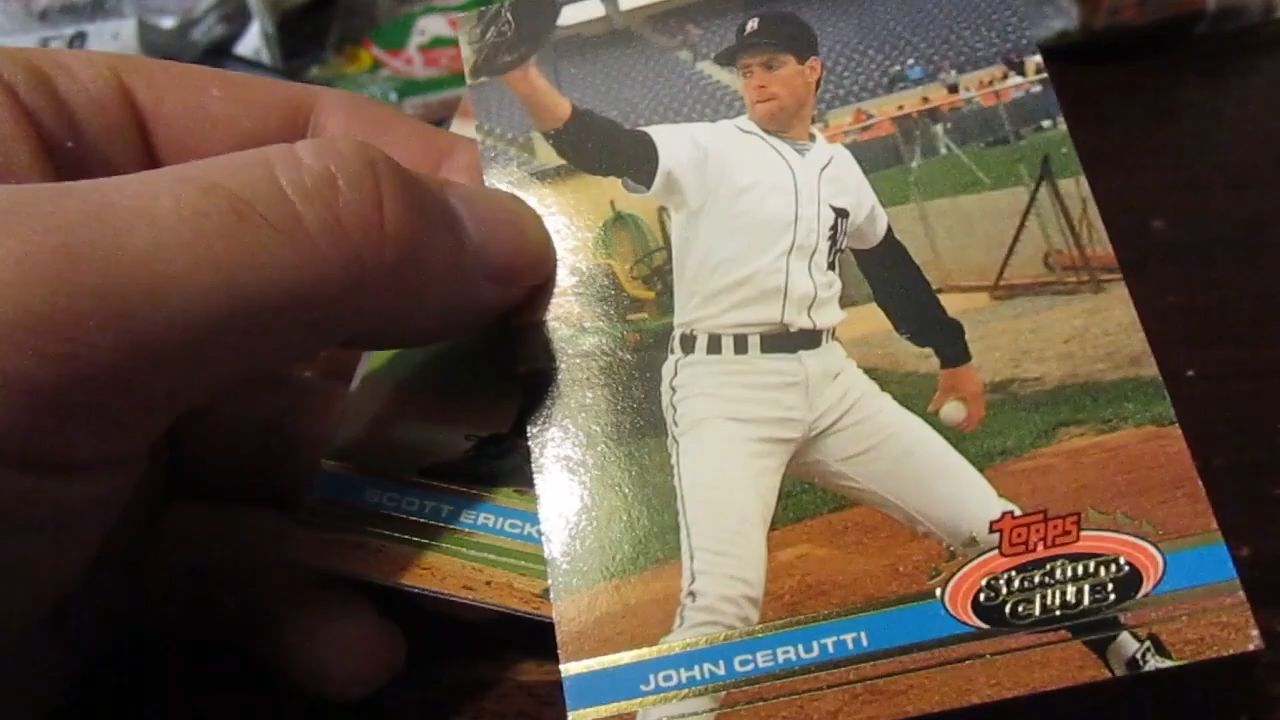 SCOTT ERICK
TOPPS
Stadium
CLUB
JOHN CERUTTI